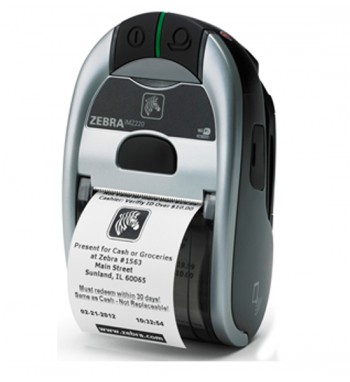 ZEBRA iMZ220
Cashier: Verify ID Over $10.00
Present for Cash or Groceries
at Zebra #1563
Main Street
Sunland, IL 60065
Must redeem within 30 days!
Same as Cash - Not Replaceable!
02-21-2012 10:32:54
www.zebra.com